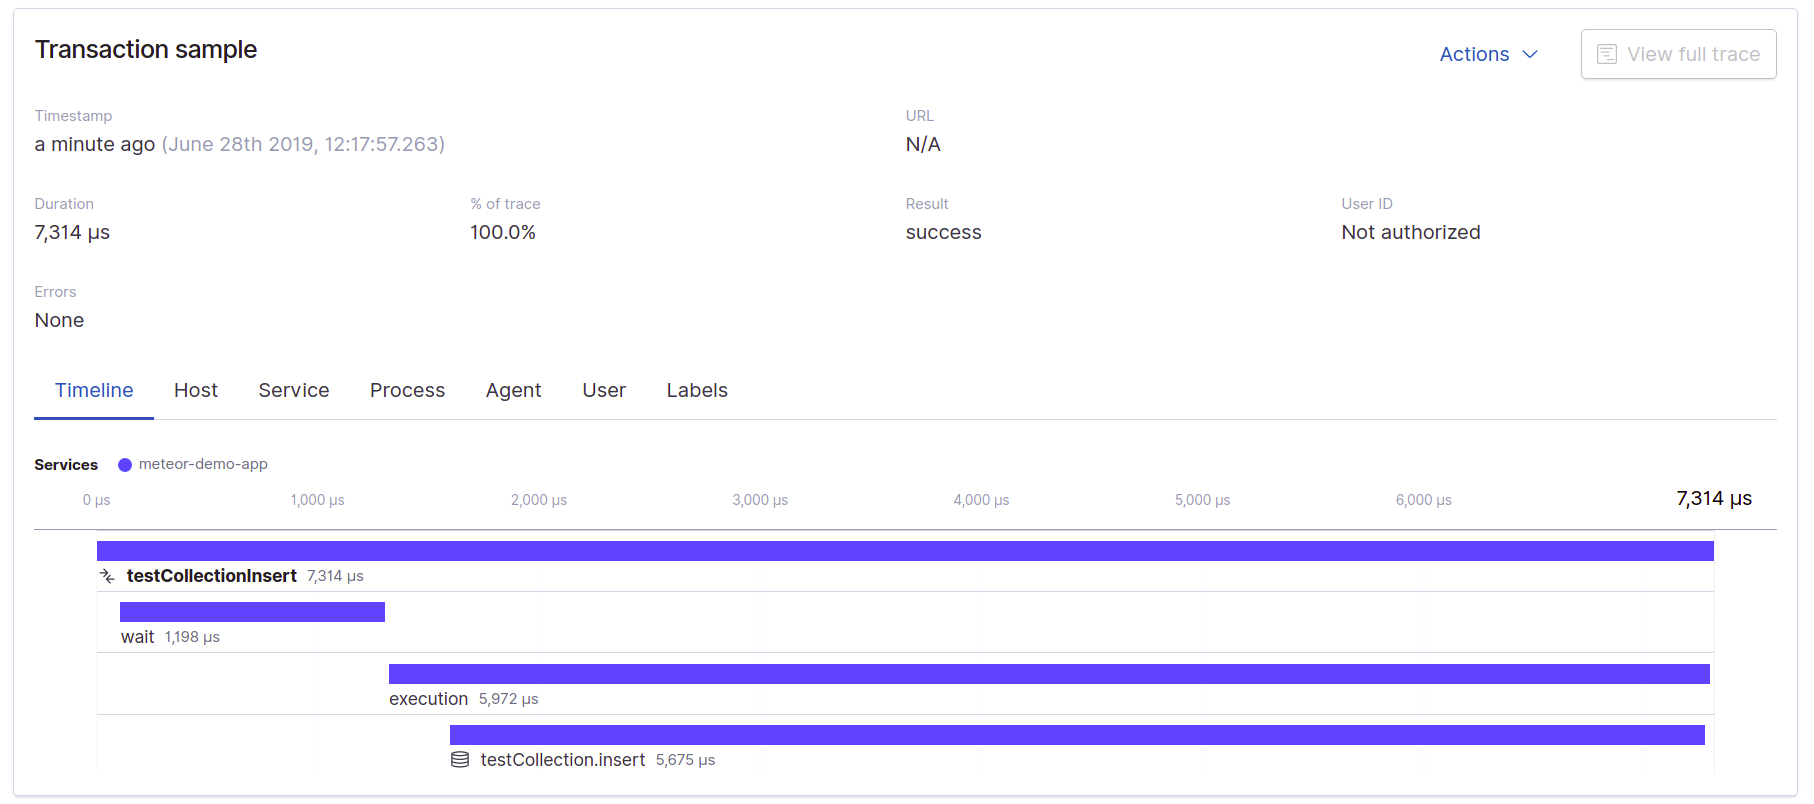 Transaction sample
Actions
View full trace
Timestamp
a minute ago (June 28th 2019, 12:17:57.263)
URL
N/A
Duration
7,314 μs
% of trace
100.0%
Result
success
User ID
Not authorized
Errors
None
Timeline Host Service Process Agent User Labels
Services meteor-demo-app
0 μs 1,000 μs 2,000 μs 3,000 μs 4,000 μs 5,000 μs 6,000 μs 7,314 μs
testCollectionInsert 7,314 μs
wait 1,198 μs
execution 5,972 μs
testCollection.insert 5,675 μs